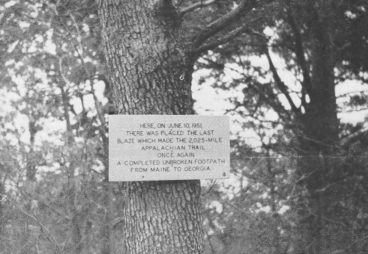 HERE, ON JUNE 10, 1951,
THERE WAS PLACED THE LAST
BLAZE WHICH MADE THE 2,025-MILE
APPALACHIAN TRAIL
ONCE AGAIN
A COMPLETED UNBROKEN FOOTPATH
FROM MAINE TO GEORGIA.